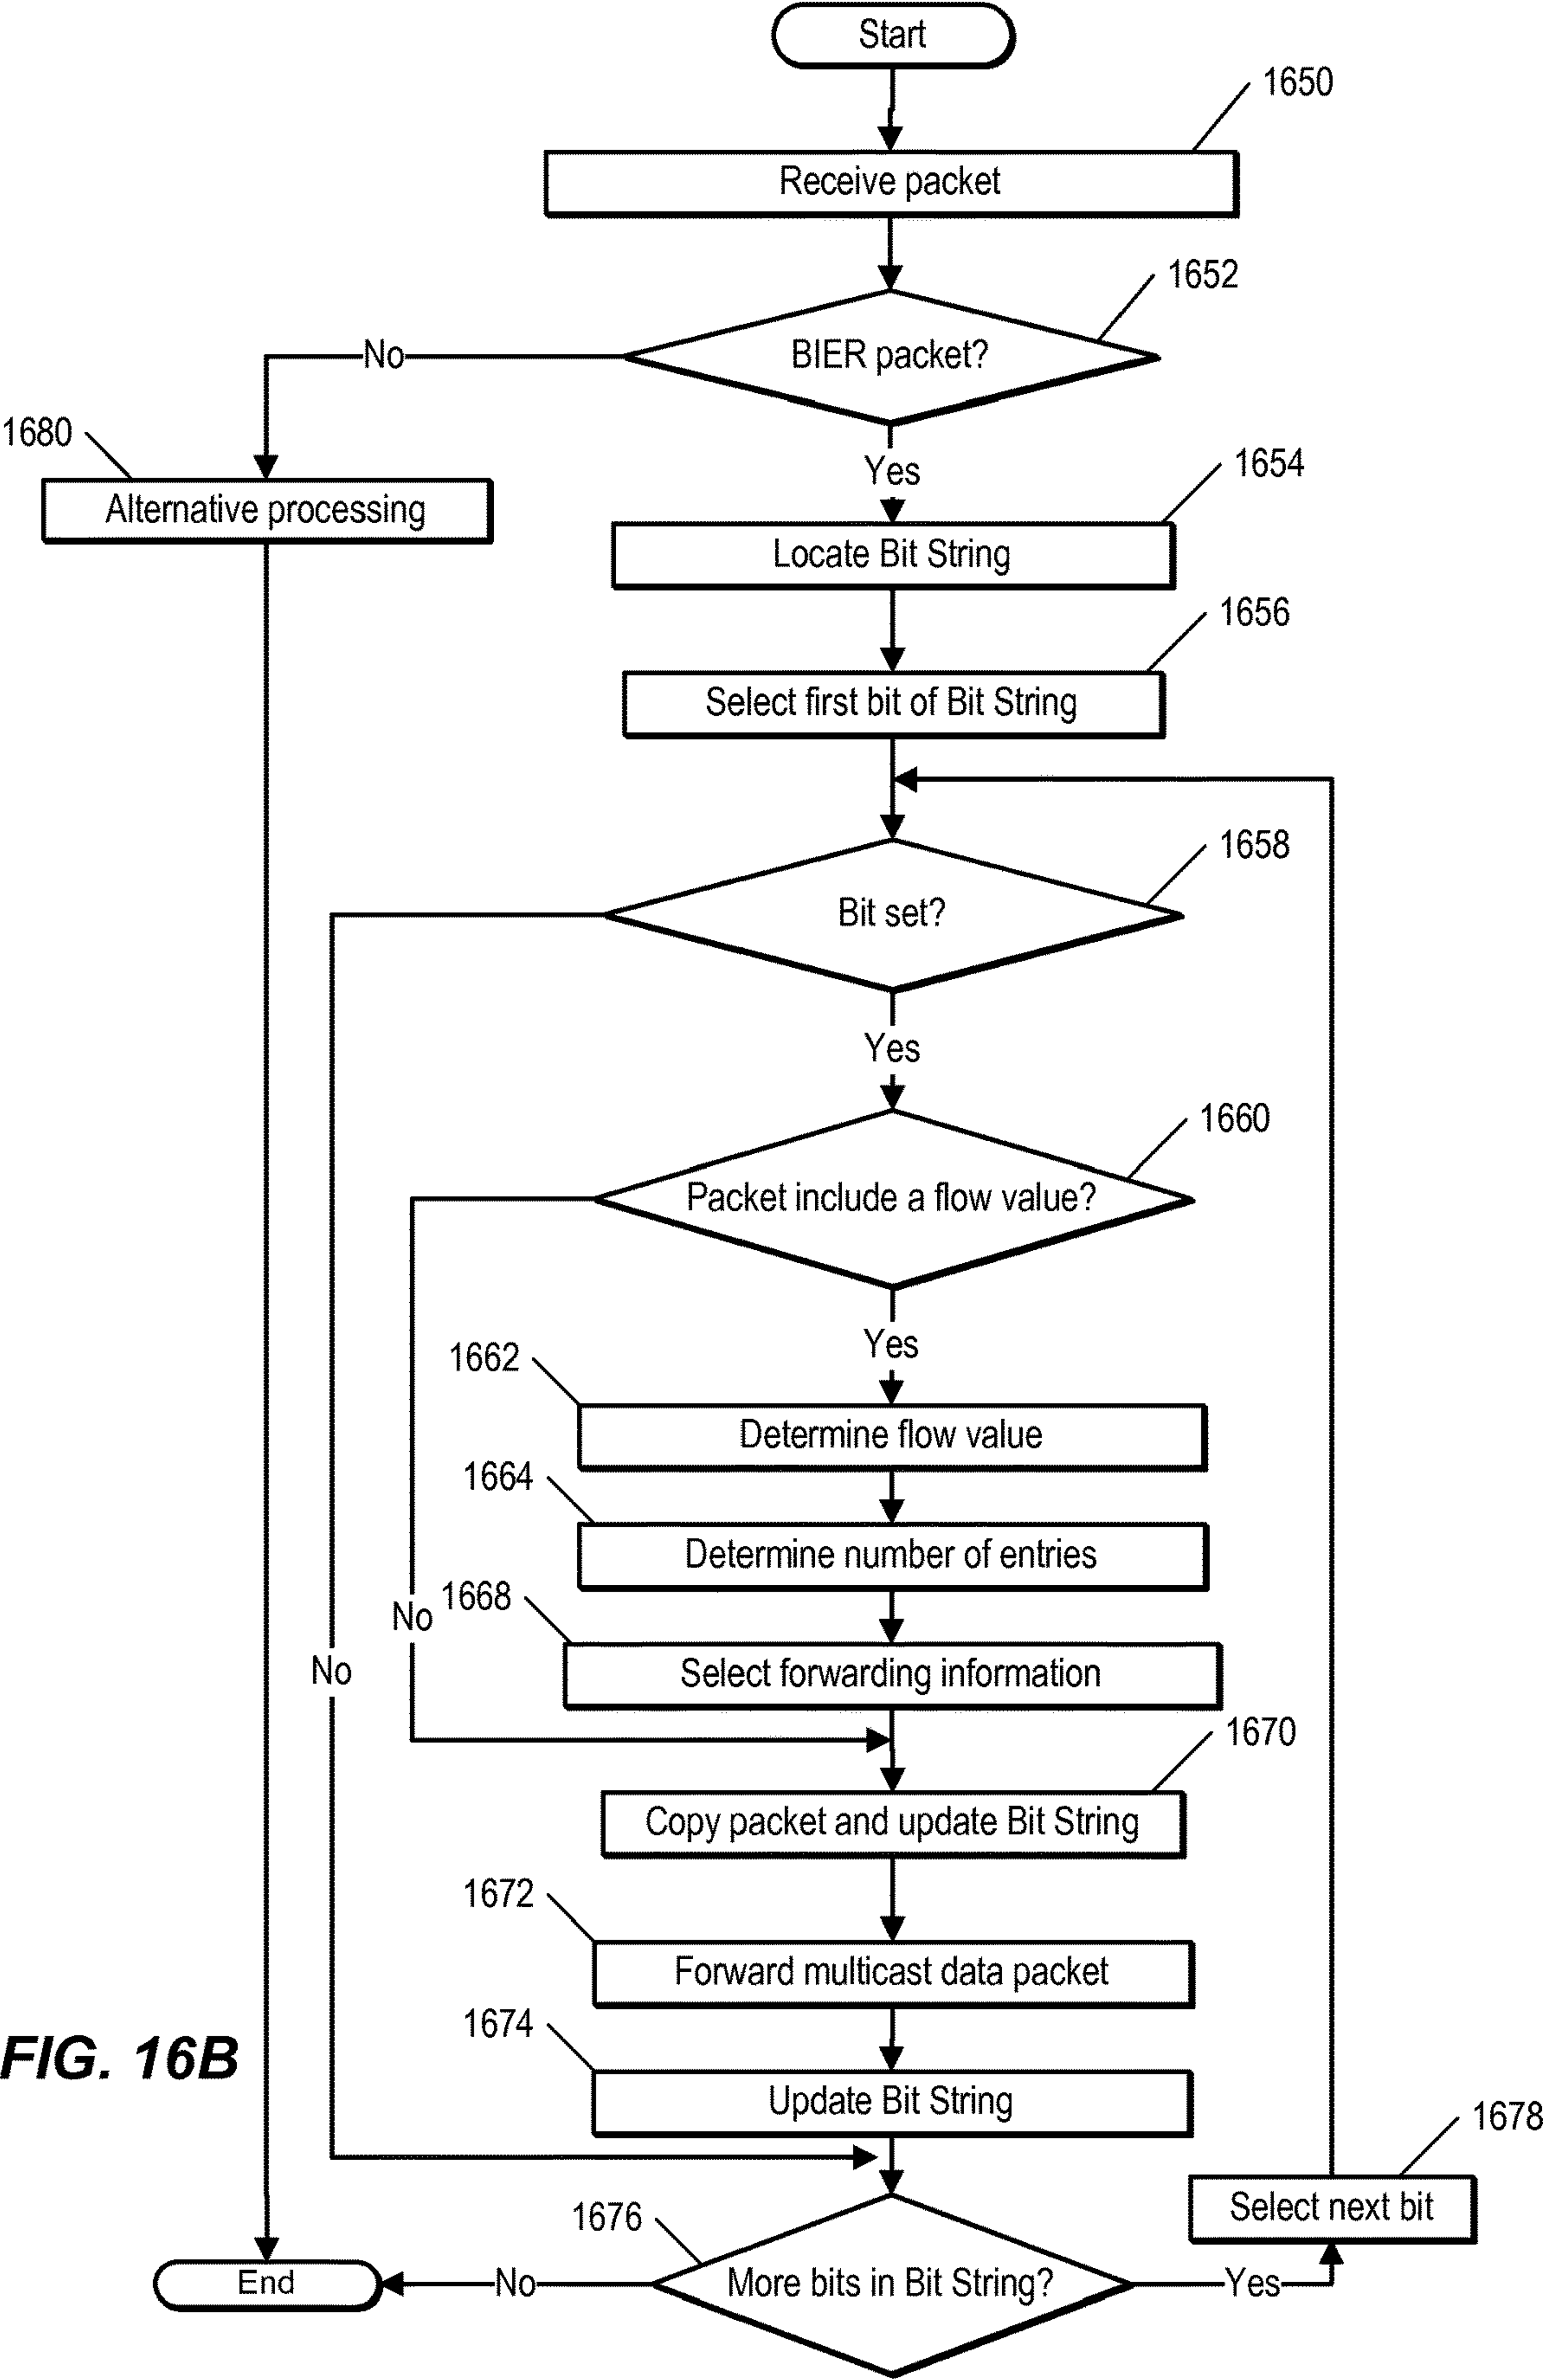 Start
1650
Receive packet
1652
BIER packet?
No
Yes
1680
Alternative processing
1654
Locate Bit String
1656
Select first bit of Bit String
1658
Bit set?
Yes
1660
Packet include a flow value?
Yes
1662
Determine flow value
1664
Determine number of entries
1668
No
No
Select forwarding information
1670
Copy packet and update Bit String
1672
Forward multicast data packet
1674
FIG. 16B
Update Bit String
1678
Select next bit
1676
More bits in Bit String?
No
Yes
End